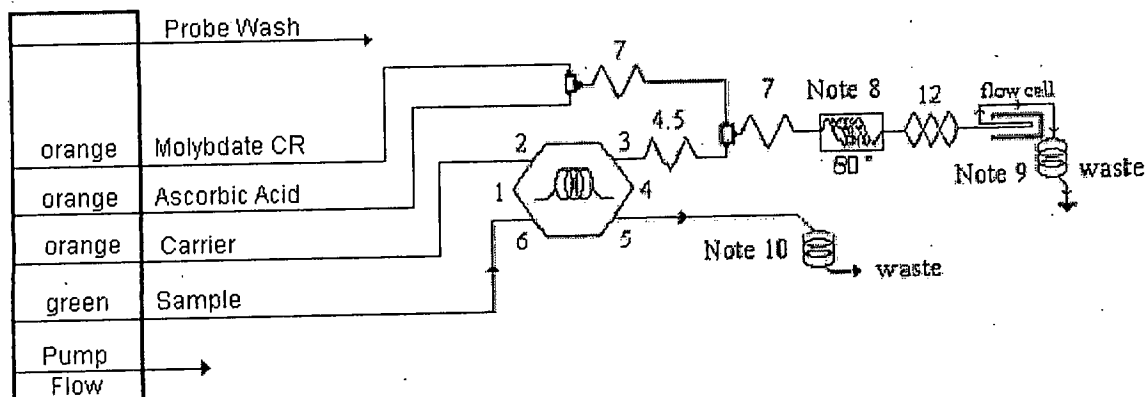 Probe Wash
orange Molybdate CR
orange Ascorbic Acid
orange Carrier
green Sample
Pump
Flow
7
4.5
2 3
1 4
6 5
7
Note 8
60°
12
flow cell
Note 9
waste
Note 10
waste